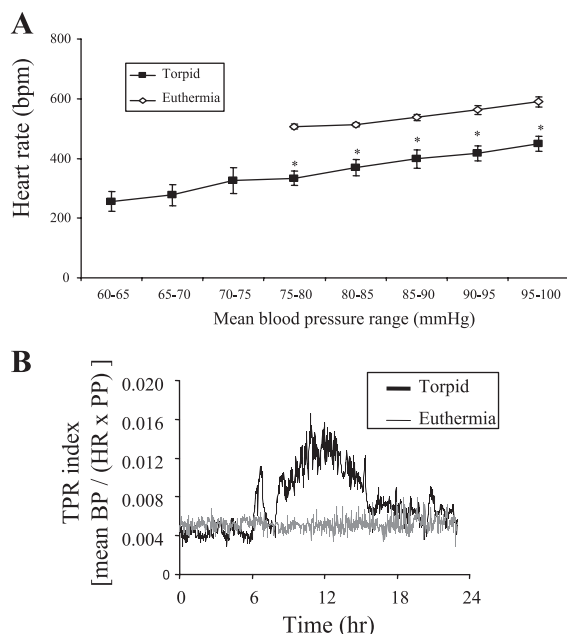 A
800
600
400
200
0
Heart rate (bpm)
Torpid
Euthermia
* * * * *
60-65 65-70 70-75 75-80 80-85 85-90 90-95 95-100
Mean blood pressure range (mmHg)
B
0.020
0.016
0.012
0.008
0.004
0
TPR index
[mean BP / (HR x PP) ]
Torpid
Euthermia
0 6 12 18 24
Time (hr)